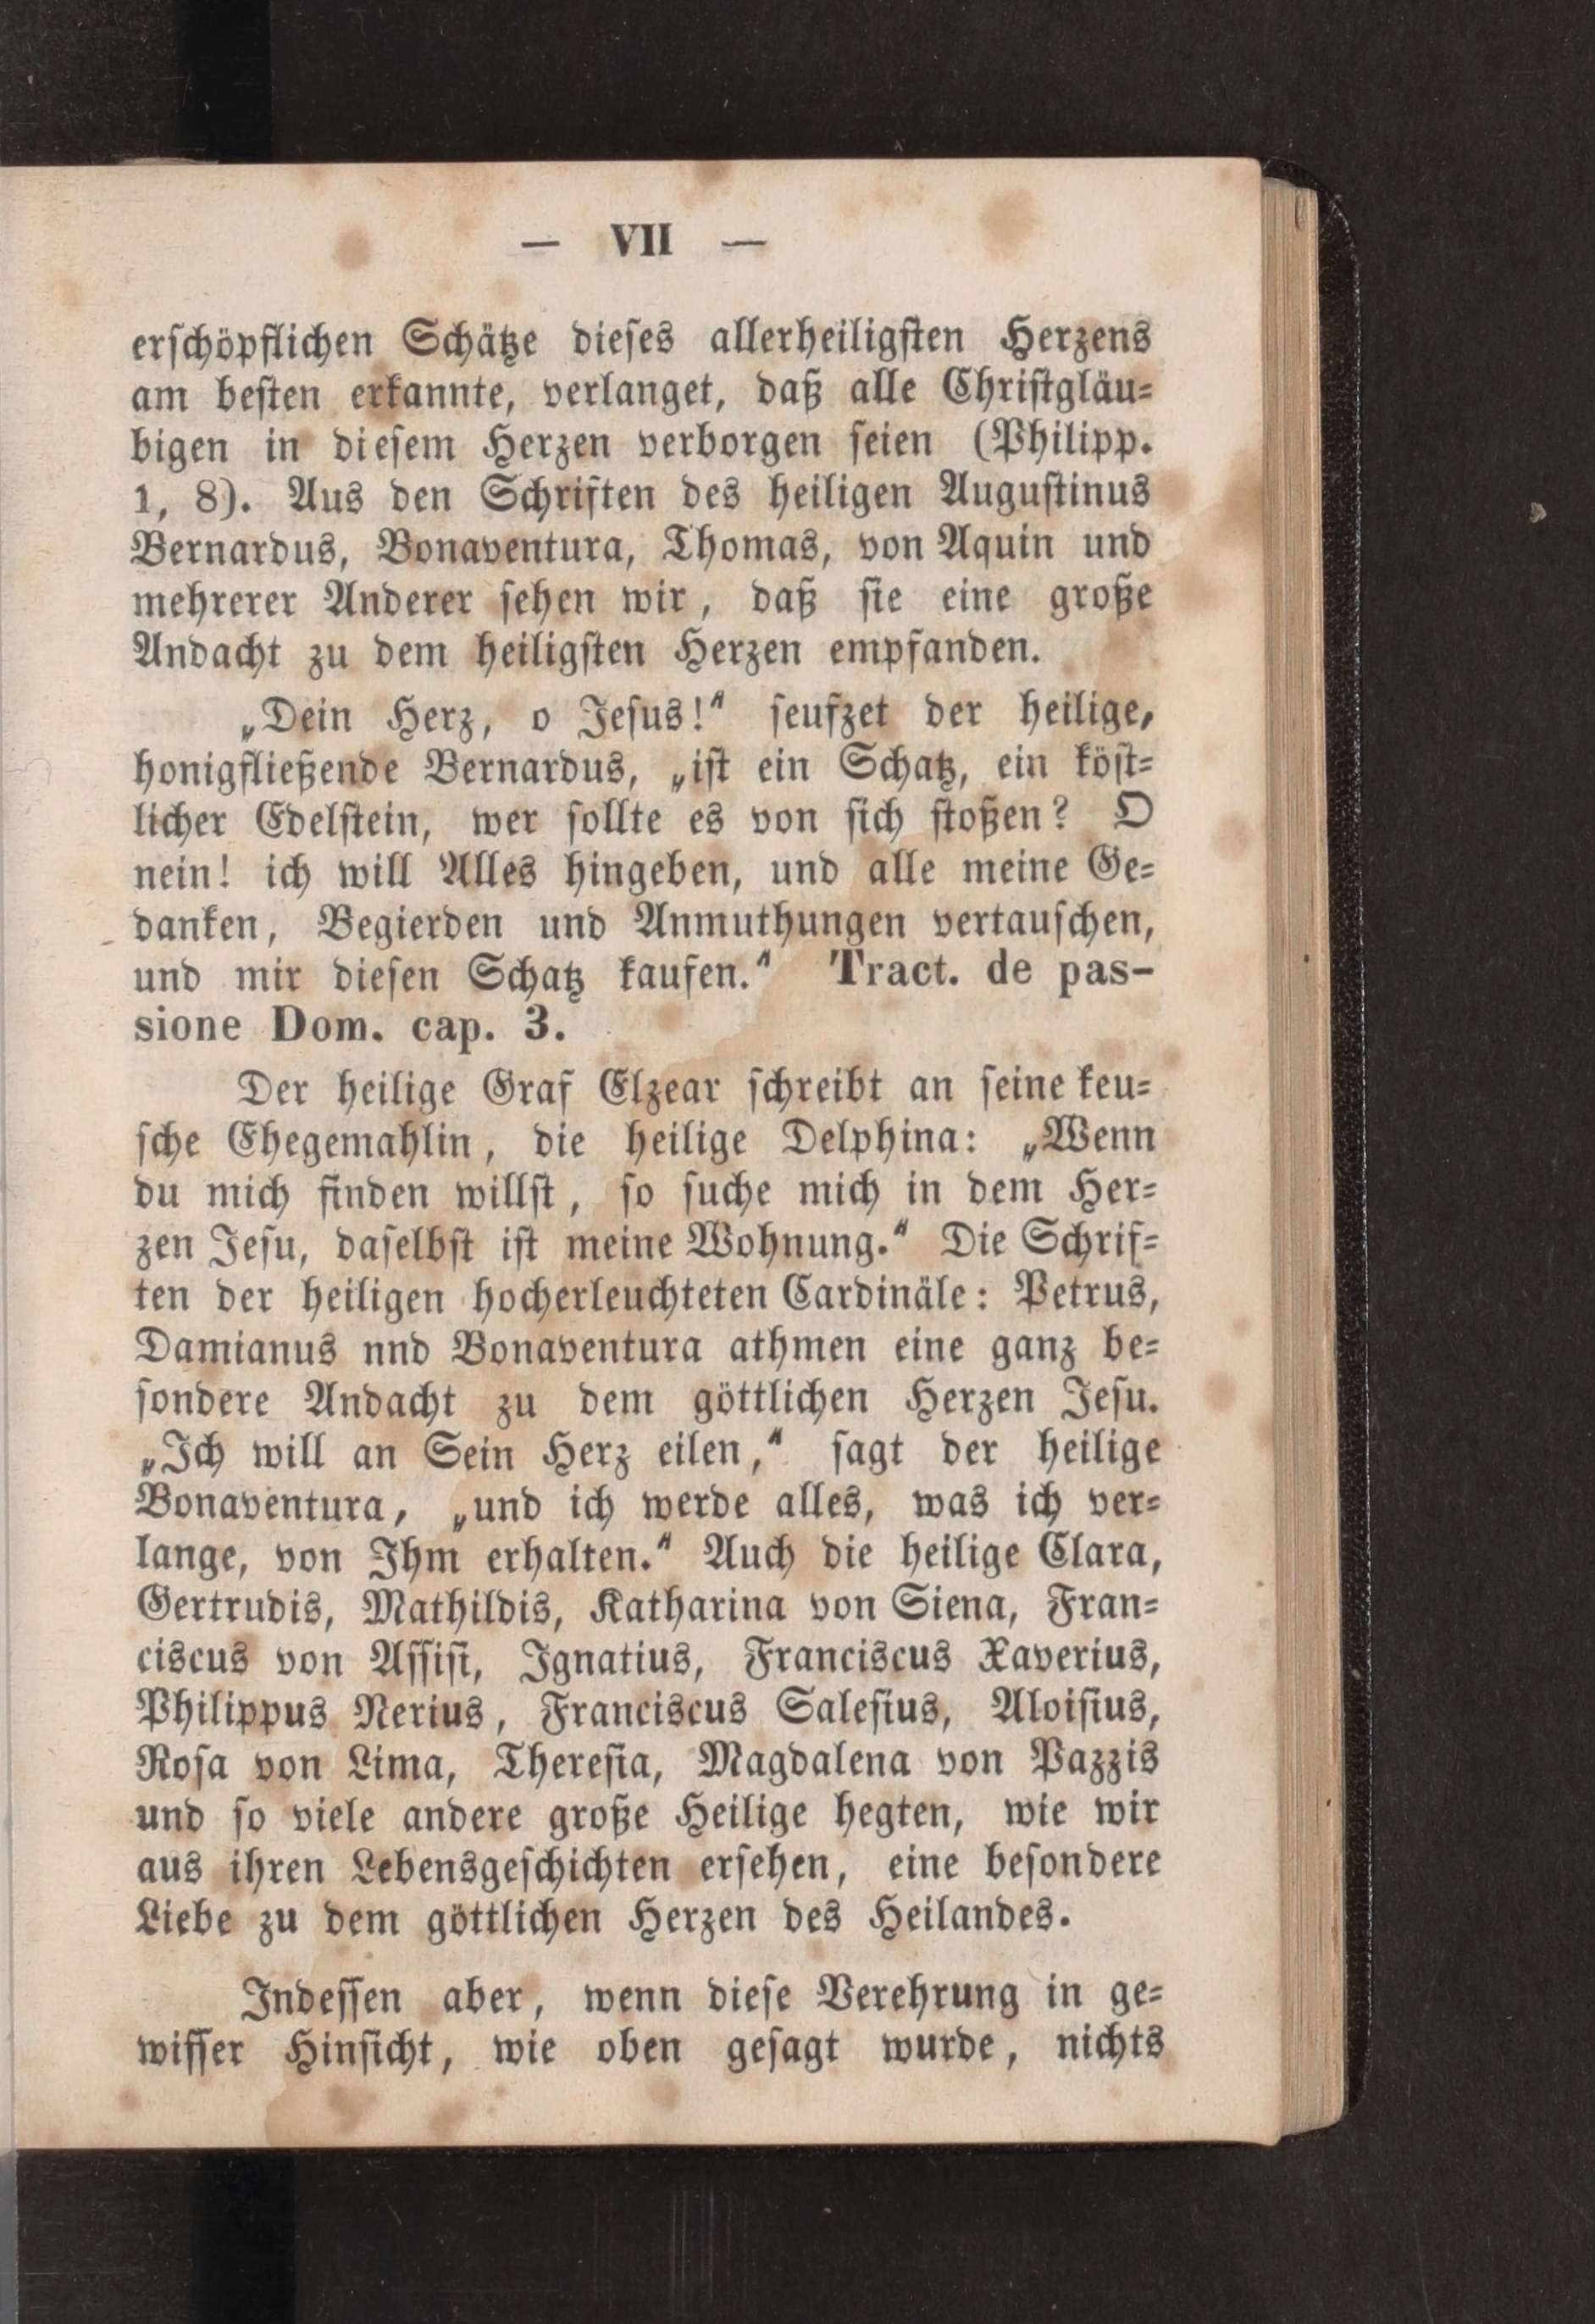 — VII —
erschöpflichen Schätze dieses allerheiligsten Herzens
am besten erkannte, verlanget, daß alle Christgläu-
bigen in diesem Herzen verborgen seien (Philipp.
1, 8). Aus den Schriften des heiligen Augustinus
Bernardus, Bonaventura, Thomas, von Aquin und
mehrerer Anderer sehen wir, daß sie eine große
Andacht zu dem heiligsten Herzen empfanden.
„Dein Herz, o Jesus!“ seufzet der heilige,
honigfließende Bernardus, „ist ein Schatz, ein köst-
licher Edelstein, wer sollte es von sich stoßen? O
nein! ich will Alles hingeben, und alle meine Ge-
danken, Begierden und Anmuthungen vertauschen,
und mir diesen Schatz kaufen.“ Tract. de pas-
sione Dom. cap. 3.
Der heilige Graf Elzear schreibt an seine keu-
sche Ehegemahlin, die heilige Delphina: „Wenn
du mich finden willst, so suche mich in dem Her-
zen Jesu, daselbst ist meine Wohnung.“ Die Schrif-
ten der heiligen hocherleuchteten Cardinäle: Petrus,
Damianus nnd Bonaventura athmen eine ganz be-
sondere Andacht zu dem göttlichen Herzen Jesu.
„Ich will an Sein Herz eilen,“ sagt der heilige
Bonaventura, „und ich werde alles, was ich ver-
lange, von Ihm erhalten.“ Auch die heilige Clara,
Gertrudis, Mathildis, Katharina von Siena, Fran-
ciscus von Assisi, Ignatius, Franciscus Xaverius,
Philippus Nerius, Franciscus Salesius, Aloisius,
Rosa von Lima, Theresia, Magdalena von Pazzis
und so viele andere große Heilige hegten, wie wir
aus ihren Lebensgeschichten ersehen, eine besondere
Liebe zu dem göttlichen Herzen des Heilandes.
Indessen aber, wenn diese Verehrung in ge-
wisser Hinsicht, wie oben gesagt wurde, nichts